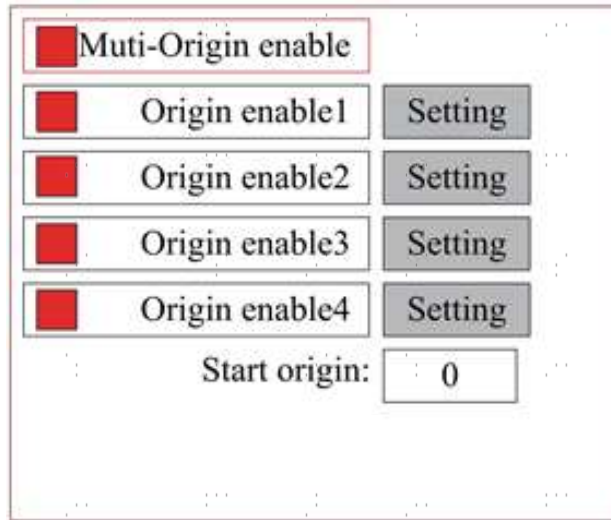 Muti-Origin enable
Origin enable1 Setting
Origin enable2 Setting
Origin enable3 Setting
Origin enable4 Setting
Start origin: 0